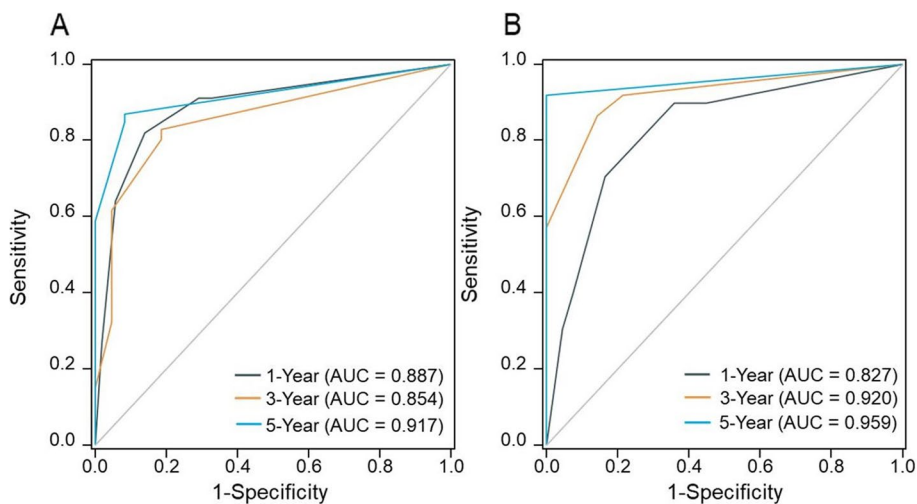 A
1.0
0.8
0.6
0.4
0.2
0.0
Sensitivity
1-Year (AUC = 0.887)
3-Year (AUC = 0.854)
5-Year (AUC = 0.917)
0.0 0.2 0.4 0.6 0.8 1.0
1-Specificity
B
1.0
0.8
0.6
0.4
0.2
0.0
Sensitivity
1-Year (AUC = 0.827)
3-Year (AUC = 0.920)
5-Year (AUC = 0.959)
0.0 0.2 0.4 0.6 0.8 1.0
1-Specificity